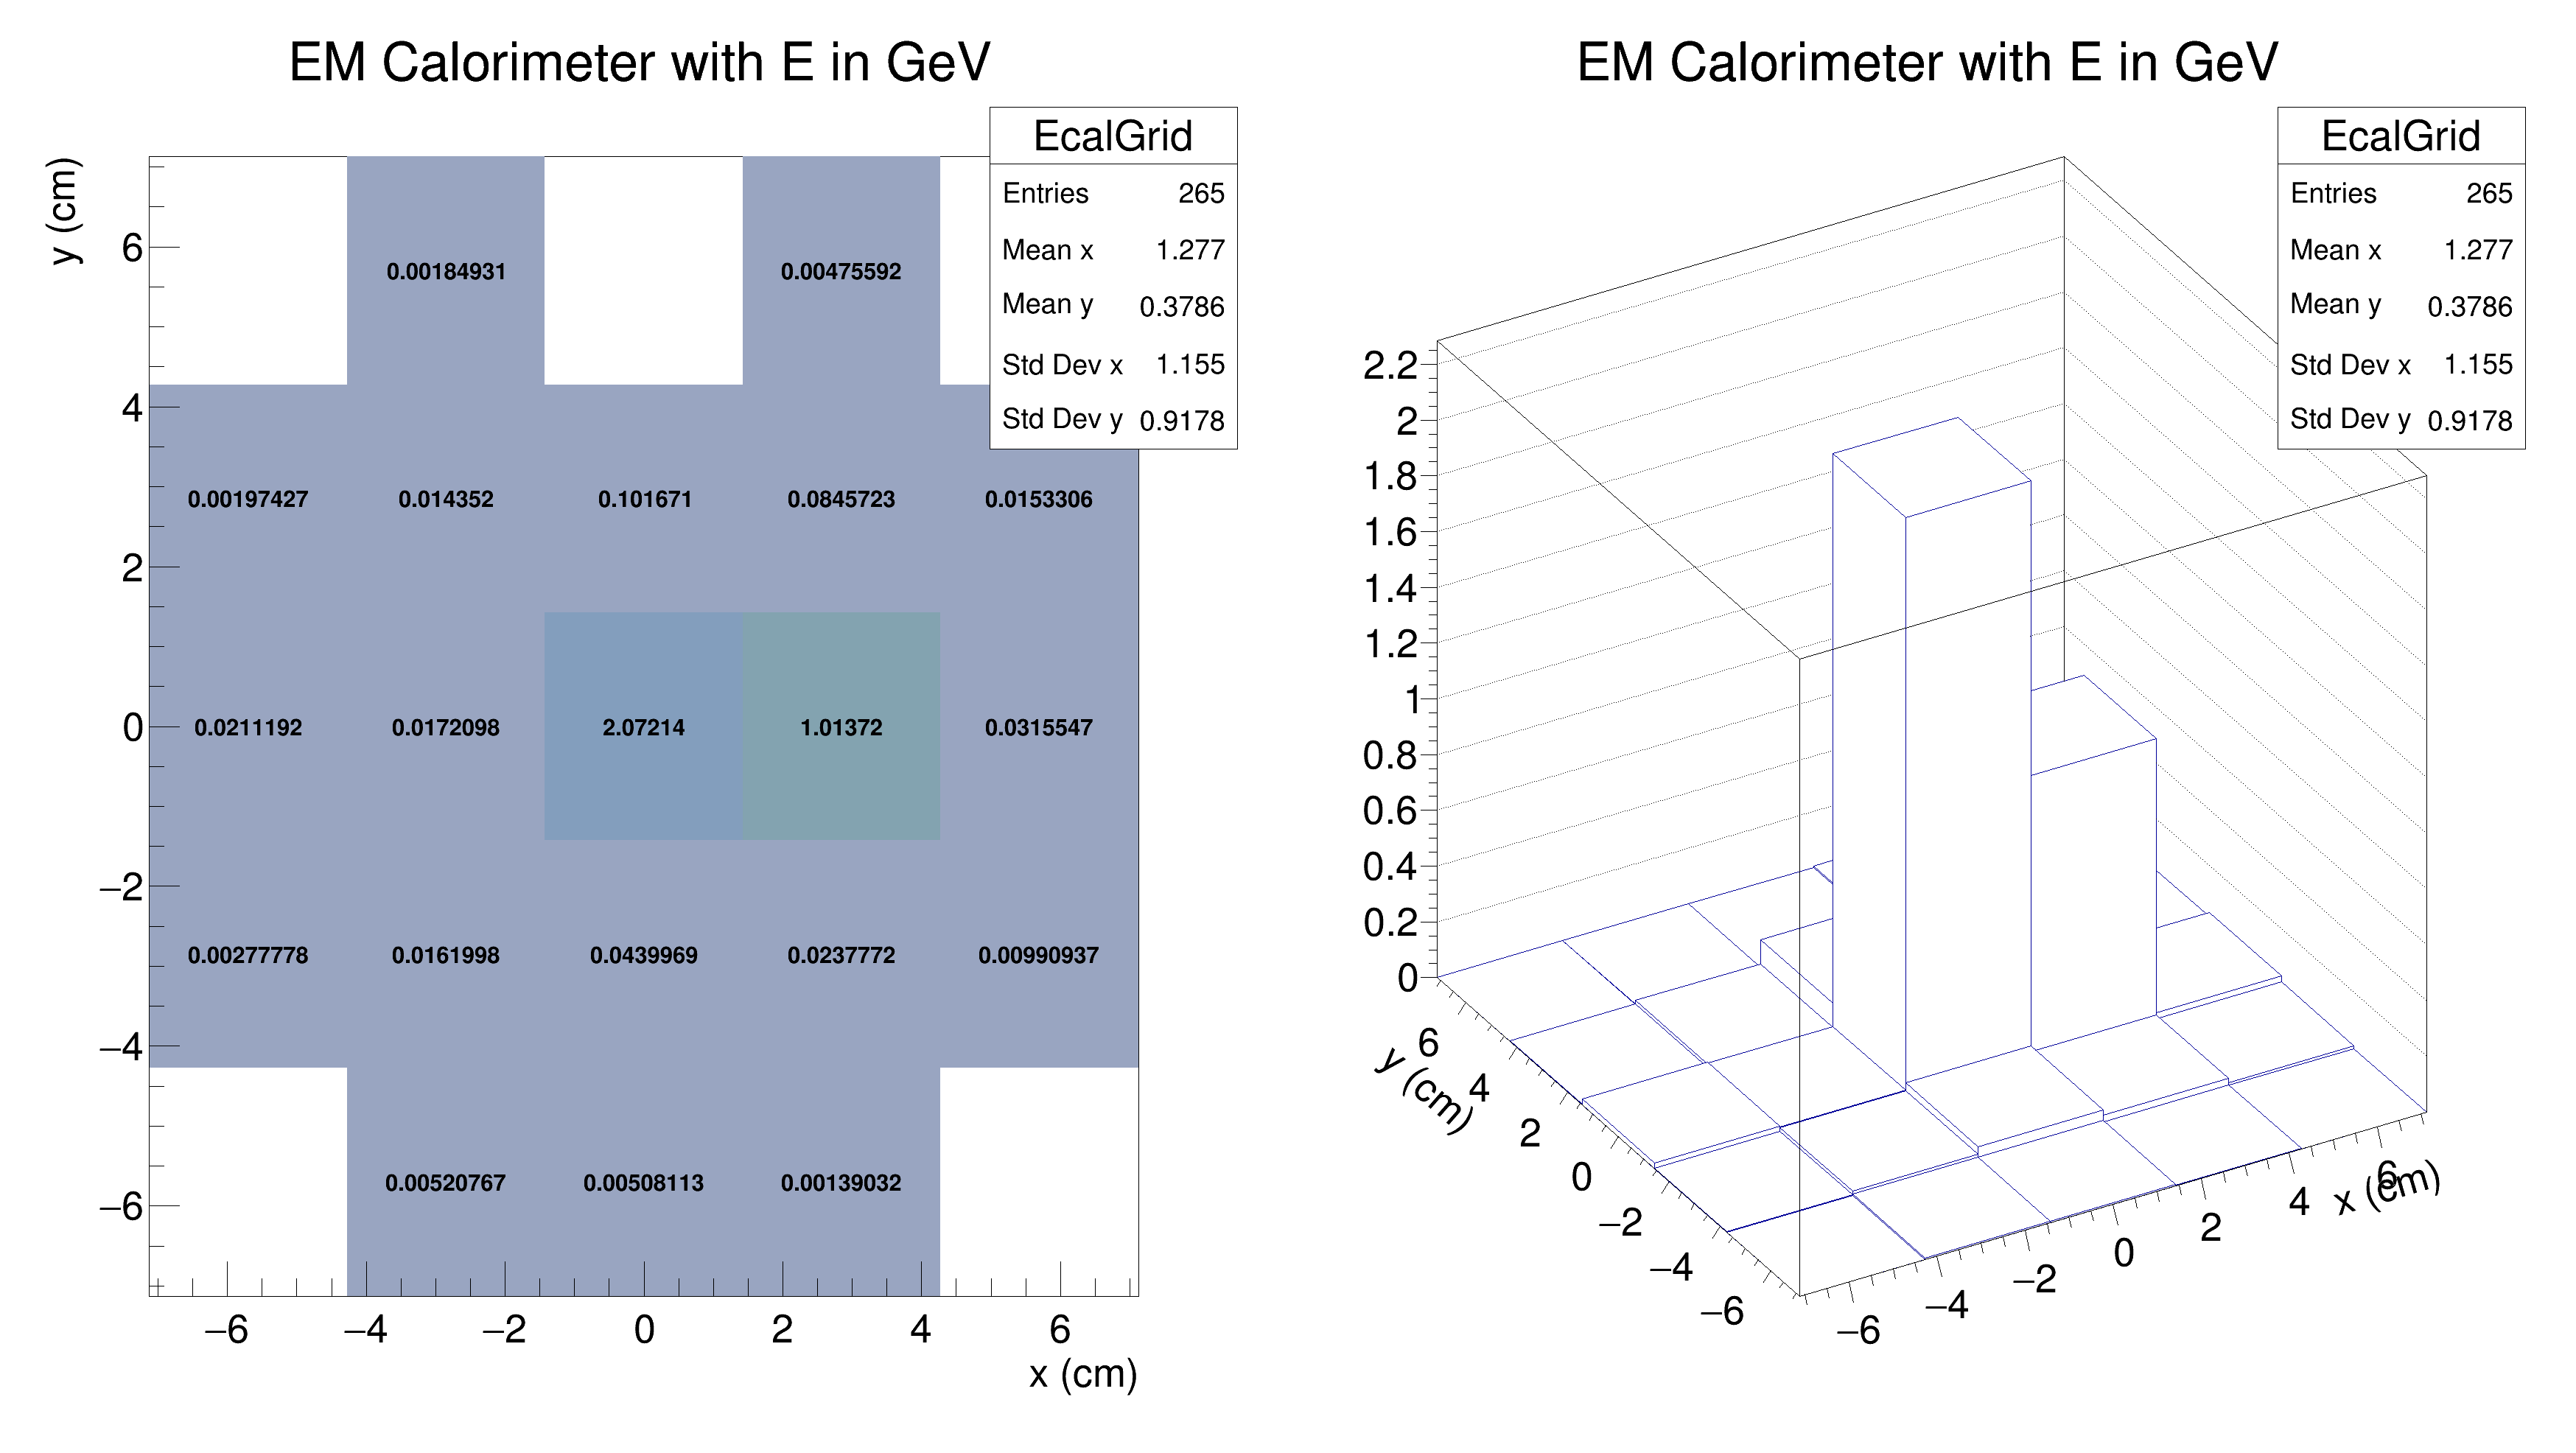 EM Calorimeter with E in GeV
EcalGrid
Entries 265
Mean x 1.277
Mean y 0.3786
Std Dev x 1.155
Std Dev y 0.9178
y (cm)
6
4
2
0
−2
−4
−6
0.00184931 0.00475592
0.00197427 0.014352 0.101671 0.0845723 0.0153306
0.0211192 0.0172098 2.07214 1.01372 0.0315547
0.00277778 0.0161998 0.0439969 0.0237772 0.00990937
0.00520767 0.00508113 0.00139032
−6 −4 −2 0 2 4 6
x (cm)
EM Calorimeter with E in GeV
EcalGrid
Entries 265
Mean x 1.277
Mean y 0.3786
Std Dev x 1.155
Std Dev y 0.9178
2.2
2
1.8
1.6
1.4
1.2
1
0.8
0.6
0.4
0.2
0
y (cm)
6
4
2
0
−2
−4
−6
−6 −4 −2 0 2 4 6
x (cm)